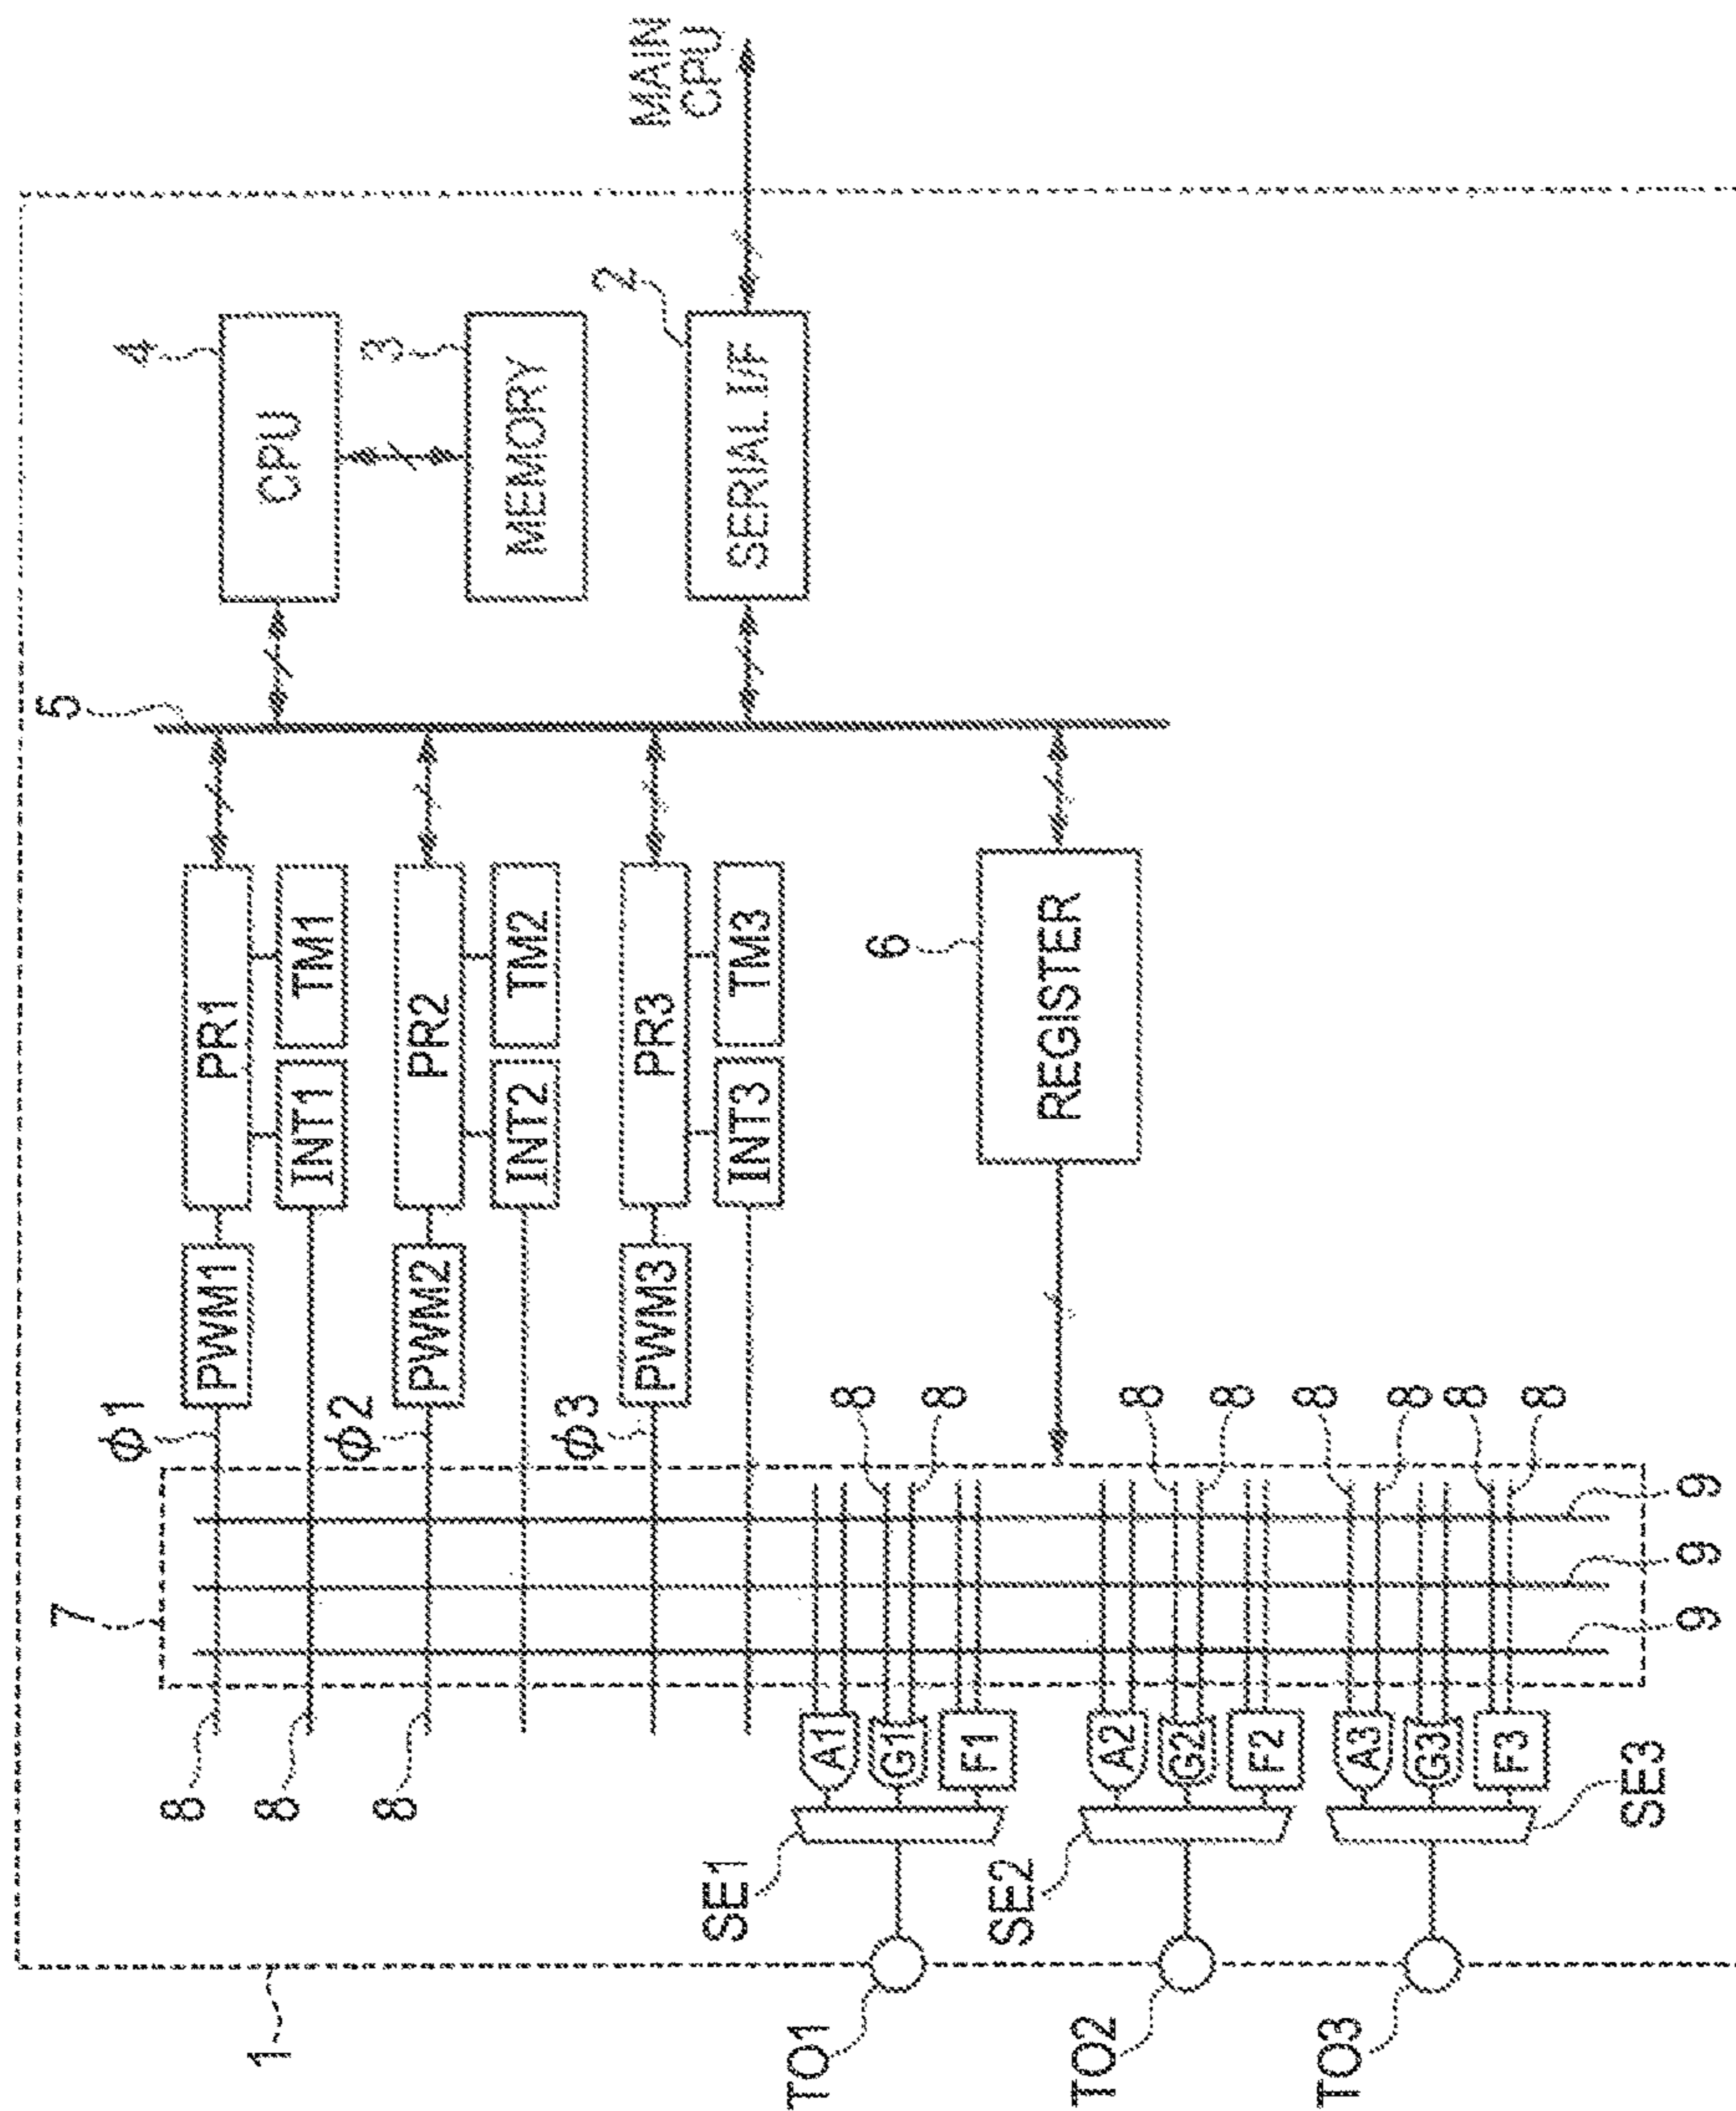 MAIN
CPU
4
CPU
3
MEMORY
2
SERIAL I/F
5
PR1
TM1
INT1
PWM1
φ1
PR2
TM2
INT2
PWM2
φ2
PR3
TM3
INT3
PWM3
φ3
6
REGISTER
7
8
8
8
8
8
8
8
8
8
8
8
9
9
9
A1
G1
F1
A2
G2
F2
A3
G3
F3
SE1
SE2
SE3
1
TO1
TO2
TO3